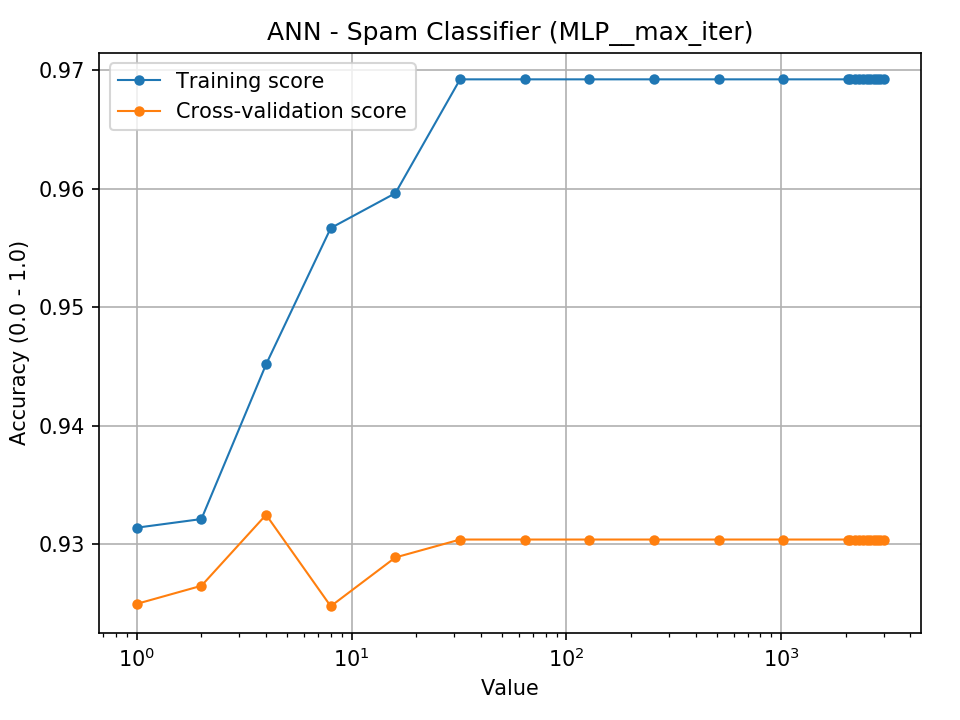 ANN - Spam Classifier (MLP__max_iter)
Training score
Cross-validation score
0.97
0.96
0.95
0.94
0.93
Accuracy (0.0 - 1.0)
10⁰
10¹
10²
10³
Value